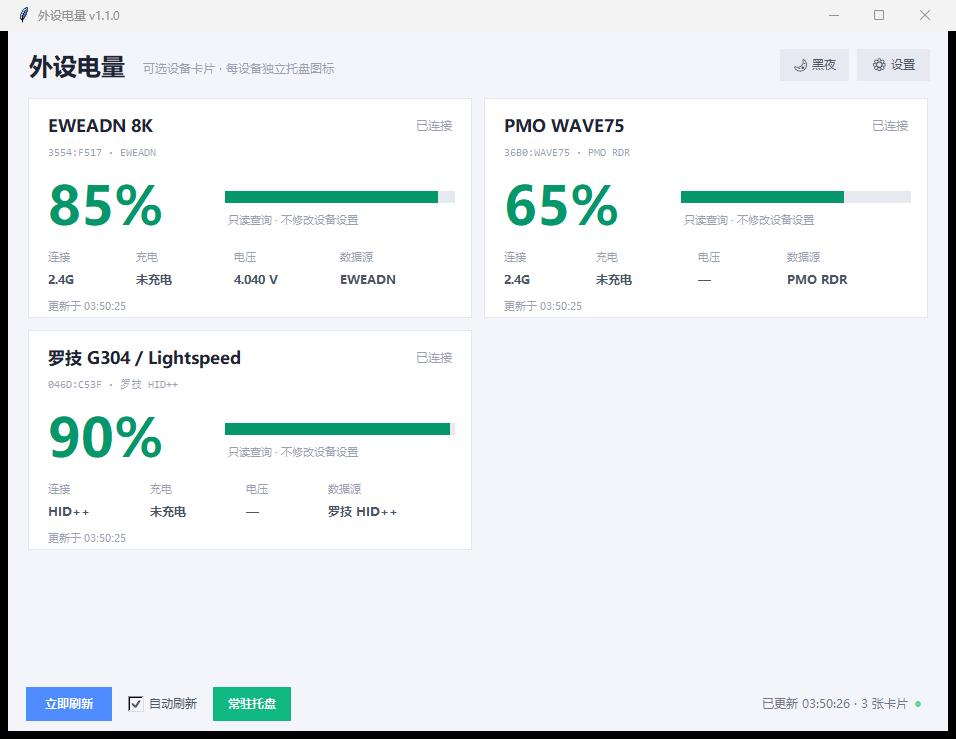 外设电量 v1.1.0
外设电量 可选设备卡片 · 每设备独立托盘图标 黑夜 设置
EWEADN 8K 已连接
3554:F517 · EWEADN
85%
只读查询 · 不修改设备设置
连接 充电 电压 数据源
2.4G 未充电 4.040 V EWEADN
更新于 03:50:25
PMO WAVE75 已连接
36B0:WAVE75 · PMO RDR
65%
只读查询 · 不修改设备设置
连接 充电 电压 数据源
2.4G 未充电 — PMO RDR
更新于 03:50:25
罗技 G304 / Lightspeed 已连接
046D:C53F · 罗技 HID++
90%
只读查询 · 不修改设备设置
连接 充电 电压 数据源
HID++ 未充电 — 罗技 HID++
更新于 03:50:25
立即刷新 自动刷新 常驻托盘 已更新 03:50:26 · 3 张卡片